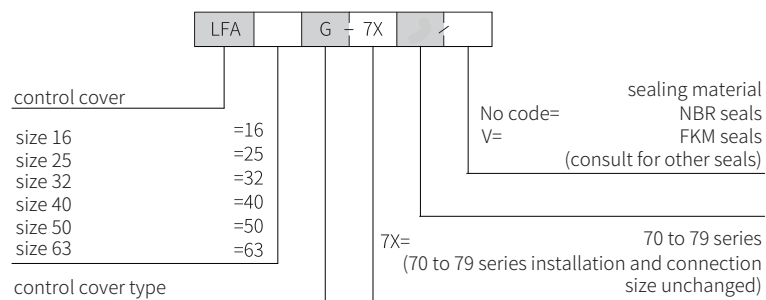 LFA G - 7X /
control cover
size 16 =16
size 25 =25
size 32 =32
size 40 =40
size 50 =50
size 63 =63
control cover type
sealing material
No code= NBR seals
V= FKM seals
(consult for other seals)
7X= 70 to 79 series
(70 to 79 series installation and connection
size unchanged)